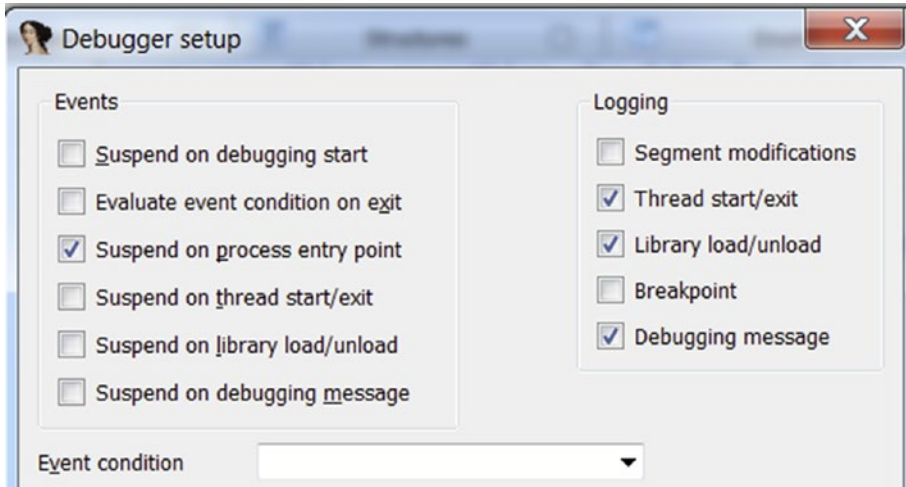 Debugger setup
Structures
Events
Suspend on debugging start
Evaluate event condition on exit
Suspend on process entry point
Suspend on thread start/exit
Suspend on library load/unload
Suspend on debugging message
Logging
Segment modifications
Thread start/exit
Library load/unload
Breakpoint
Debugging message
Event condition